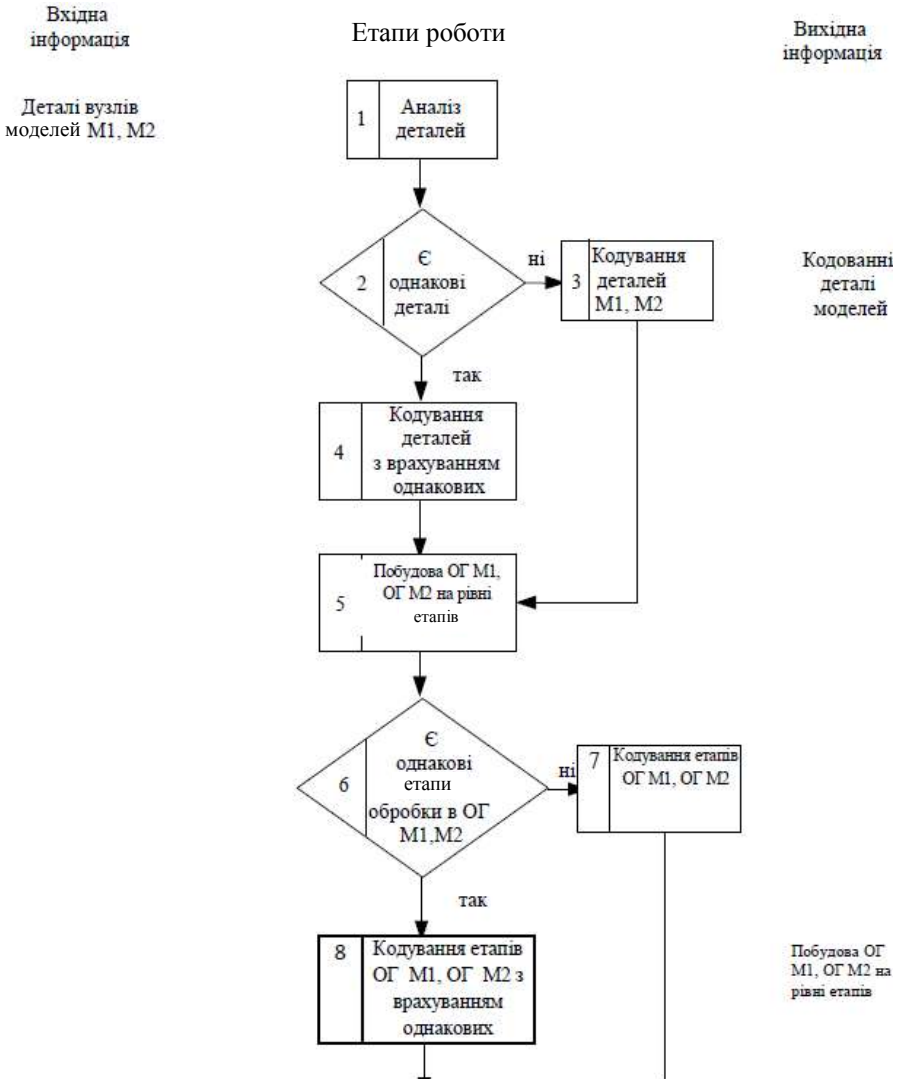 Вхідна
інформація
Етапи роботи
Вихідна
інформація
Деталі вузлів
моделей М1, М2
1
Аналіз
деталей
2
Є
однакові
деталі
ні
3
Кодування
деталей
М1, М2
Кодованні
деталі
моделей
так
4
Кодування
деталей
з врахуванням
однакових
5
Побудова ОГ М1,
ОГ М2 на рівні
етапів
6
Є
однакові
етапи
обробки в ОГ
М1,М2
ні
7
Кодування етапів
ОГ М1, ОГ М2
так
8
Кодування етапів
ОГ М1, ОГ М2 з
врахуванням
однакових
Побудова ОГ
М1, ОГ М2 на
рівні етапів